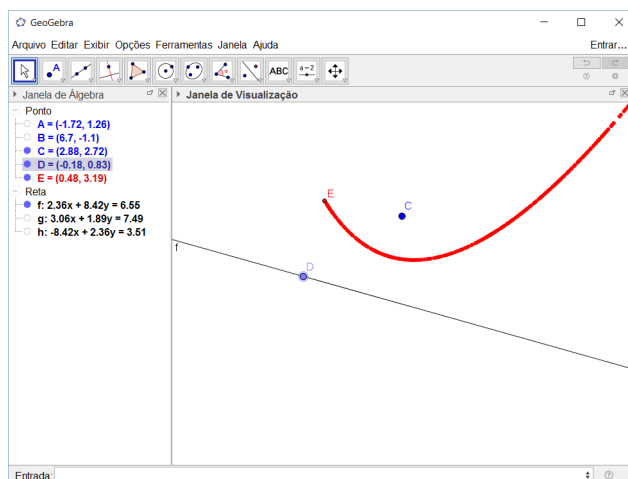 GeoGebra
Arquivo Editar Exibir Opções Ferramentas Janela Ajuda
Entrar...
ABC
a=2
Janela de Álgebra
Janela de Visualização
Ponto
A = (-1.72, 1.26)
B = (6.7, -1.1)
C = (2.88, 2.72)
D = (-0.18, 0.83)
E = (0.48, 3.19)
Reta
f: 2.36x + 8.42y = 6.55
g: 3.06x + 1.89y = 7.49
h: -8.42x + 2.36y = 3.51
E
C
f
D
Entrada: